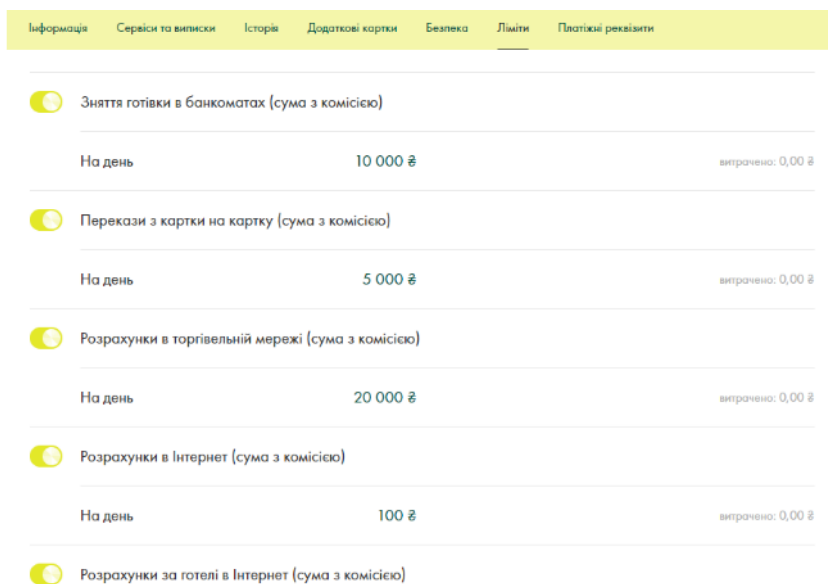 Інформація Сервіси та виписки Історія Додаткові картки Безпека Ліміти Платіжні реквізити
Зняття готівки в банкоматах (сума з комісією)
На день 10 000 ₴ витрачено: 0,00 ₴
Перекази з картки на картку (сума з комісією)
На день 5 000 ₴ витрачено: 0,00 ₴
Розрахунки в торгівельній мережі (сума з комісією)
На день 20 000 ₴ витрачено: 0,00 ₴
Розрахунки в Інтернет (сума з комісією)
На день 100 ₴ витрачено: 0,00 ₴
Розрахунки за готелі в Інтернет (сума з комісією)